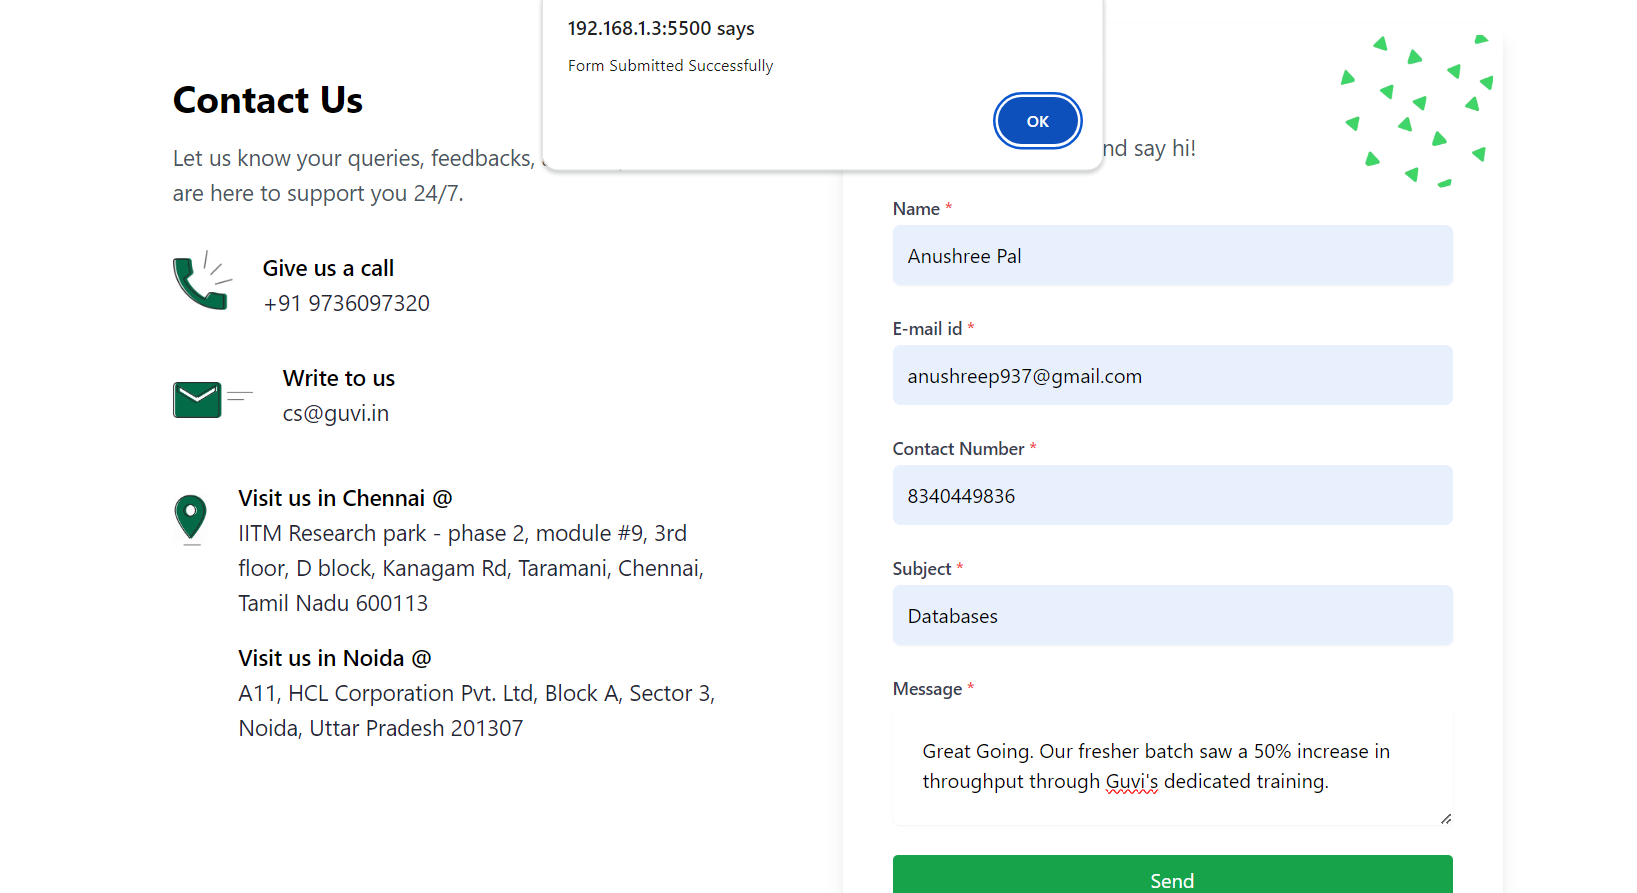 192.168.1.3:5500 says
Form Submitted Successfully
OK
Contact Us
Let us know your queries, feedbacks,
are here to support you 24/7.
Give us a call
+91 9736097320
Write to us
cs@guvi.in
Visit us in Chennai @
IITM Research park - phase 2, module #9, 3rd
floor, D block, Kanagam Rd, Taramani, Chennai,
Tamil Nadu 600113
Visit us in Noida @
A11, HCL Corporation Pvt. Ltd, Block A, Sector 3,
Noida, Uttar Pradesh 201307
say hi!
Name *
Anushree Pal
E-mail id *
anushreep937@gmail.com
Contact Number *
8340449836
Subject *
Databases
Message *
Great Going. Our fresher batch saw a 50% increase in
throughput through Guvi's dedicated training.
Send